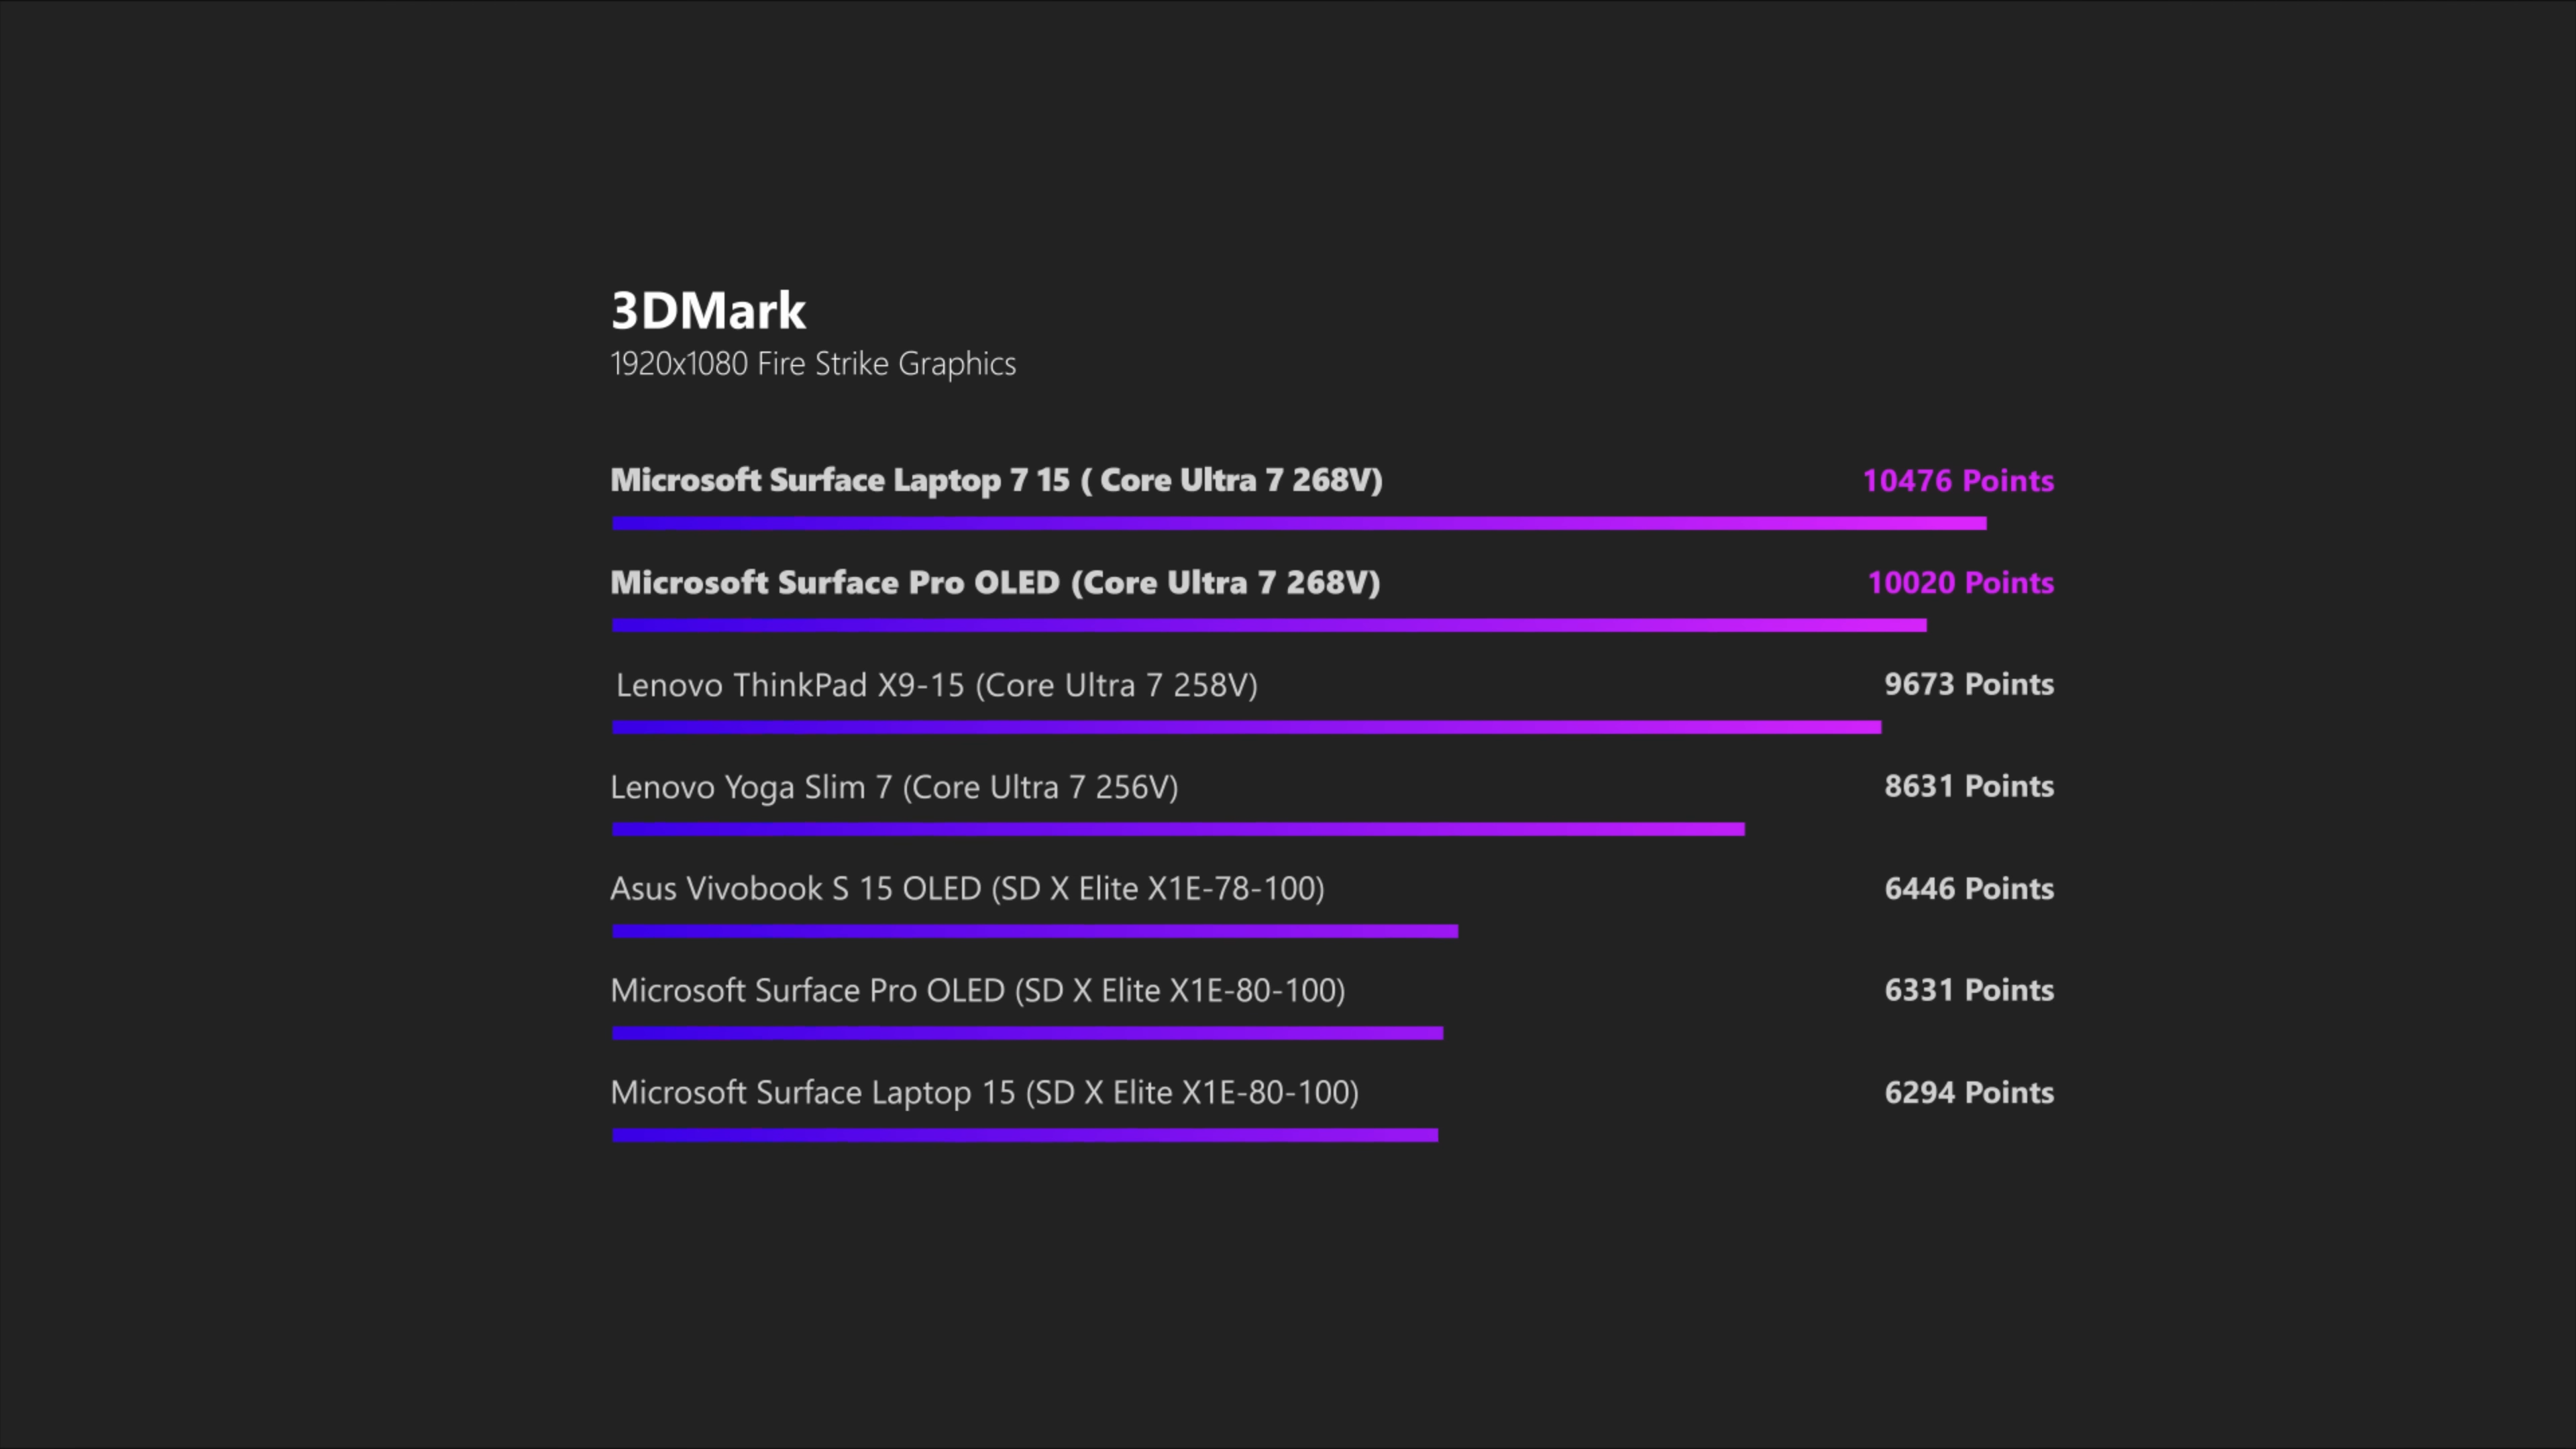 3DMark
1920x1080 Fire Strike Graphics
Microsoft Surface Laptop 7 15 ( Core Ultra 7 268V) 10476 Points
Microsoft Surface Pro OLED (Core Ultra 7 268V) 10020 Points
Lenovo ThinkPad X9-15 (Core Ultra 7 258V) 9673 Points
Lenovo Yoga Slim 7 (Core Ultra 7 256V) 8631 Points
Asus Vivobook S 15 OLED (SD X Elite X1E-78-100) 6446 Points
Microsoft Surface Pro OLED (SD X Elite X1E-80-100) 6331 Points
Microsoft Surface Laptop 15 (SD X Elite X1E-80-100) 6294 Points